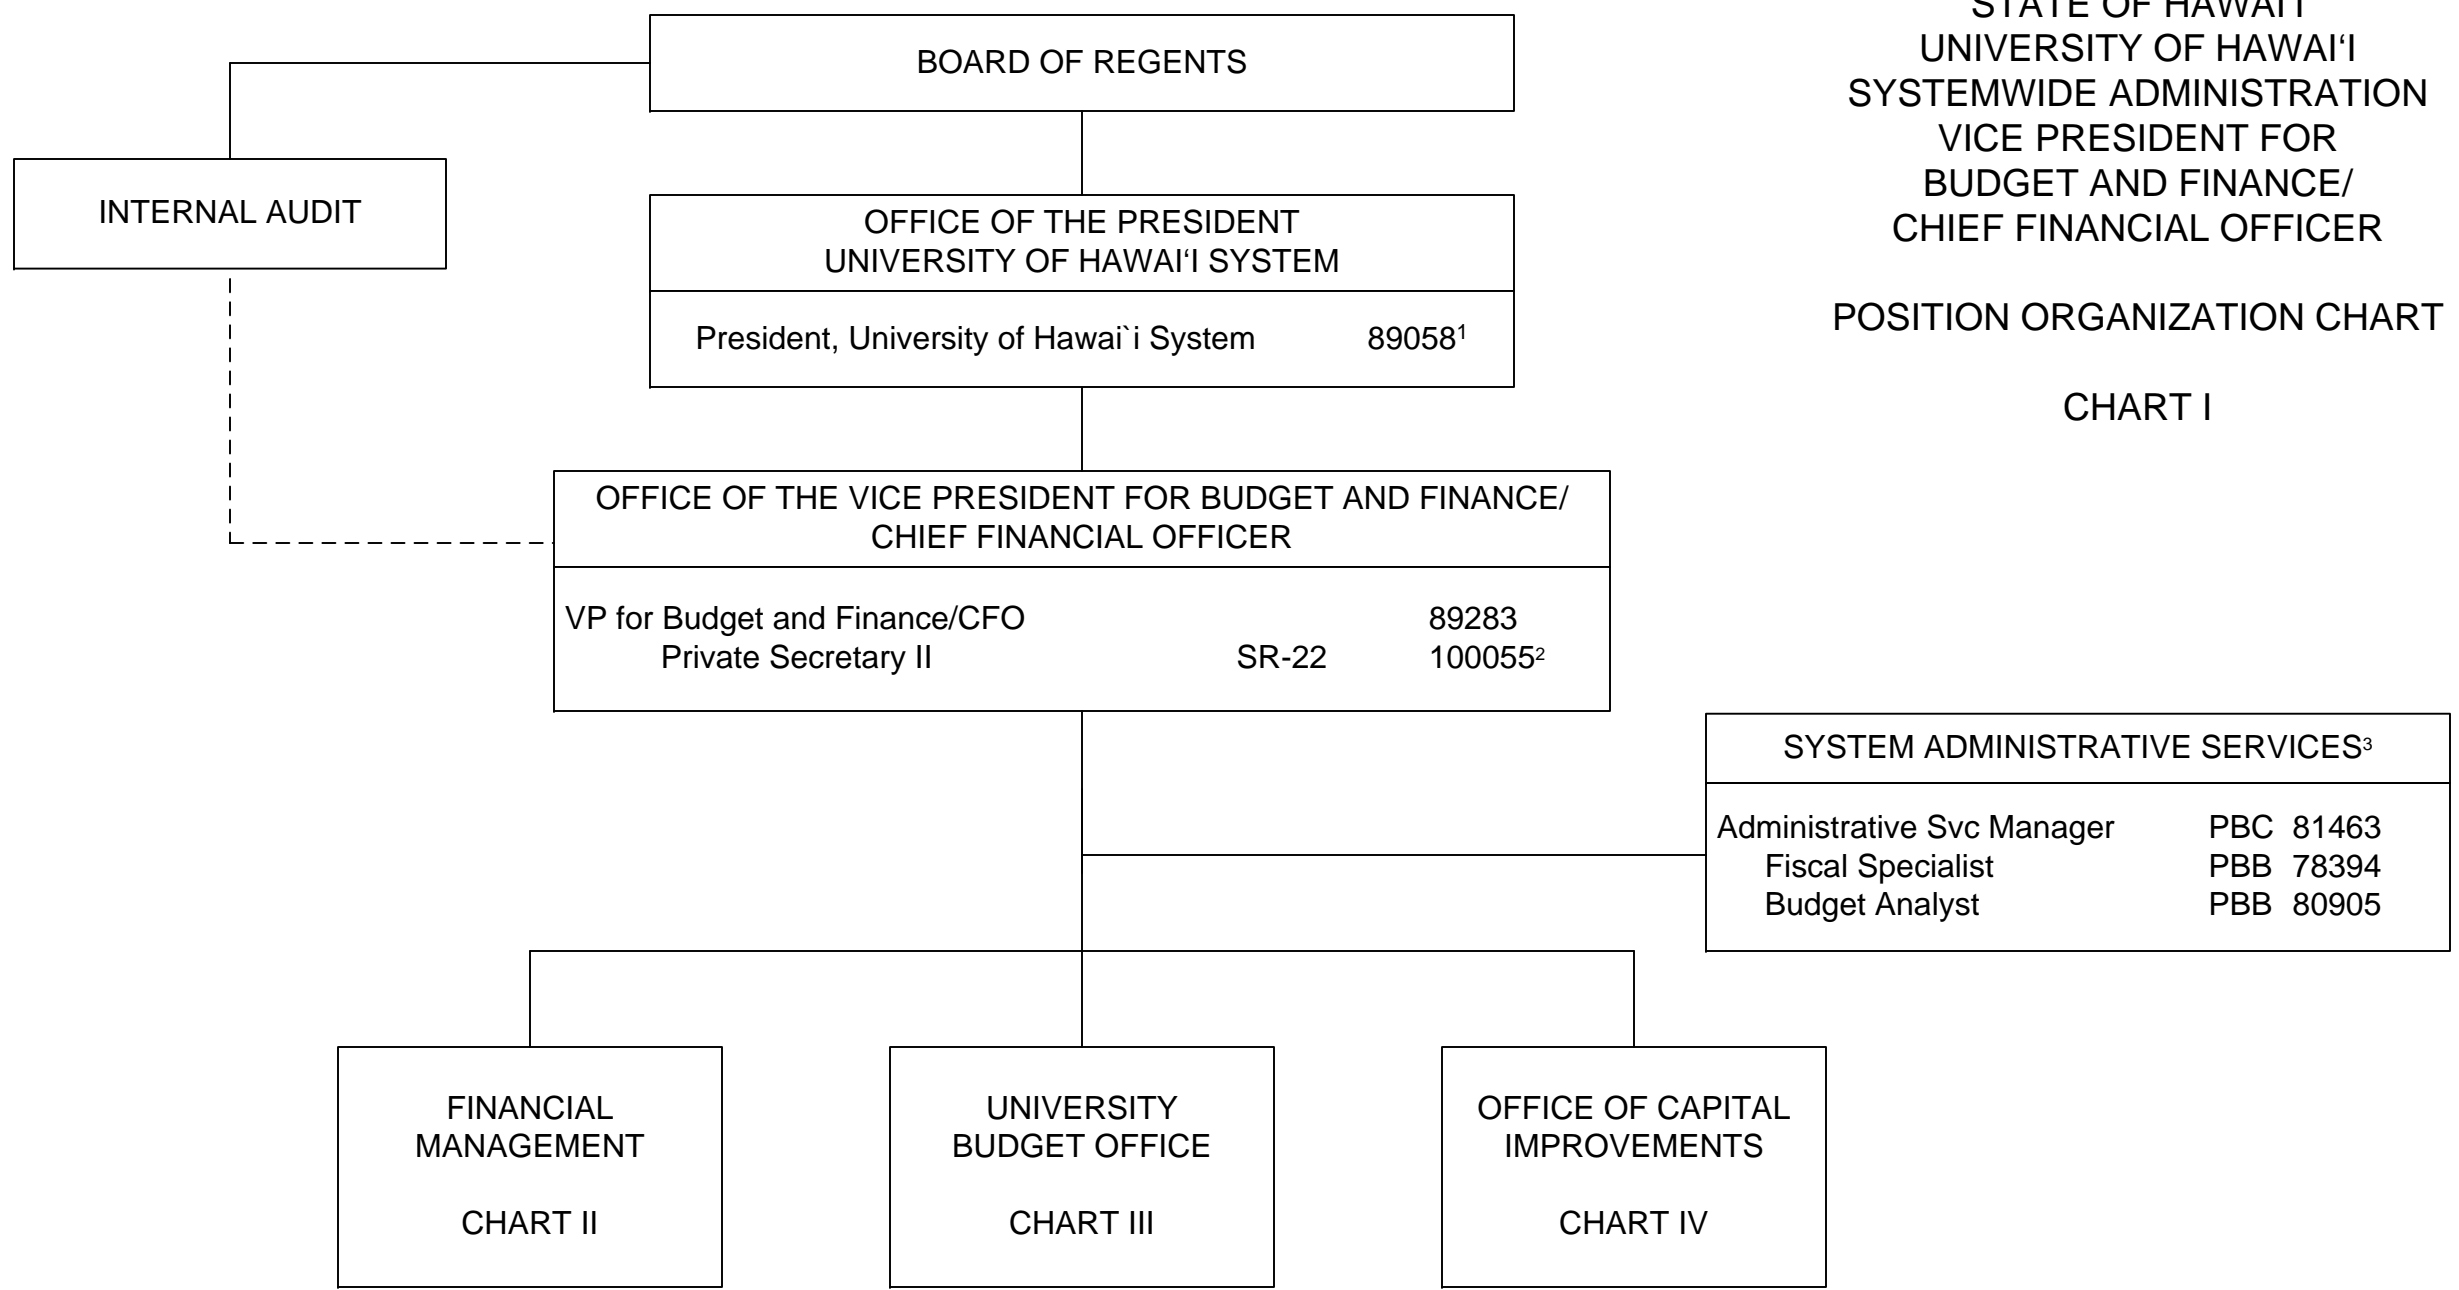 STATE OF HAWAI'I
UNIVERSITY OF HAWAI‘I
SYSTEMWIDE ADMINISTRATION
VICE PRESIDENT FOR
BUDGET AND FINANCE/
CHIEF FINANCIAL OFFICER
POSITION ORGANIZATION CHART
CHART I
BOARD OF REGENTS
INTERNAL AUDIT
OFFICE OF THE PRESIDENT
UNIVERSITY OF HAWAI'I SYSTEM
President, University of Hawai`i System 89058¹
OFFICE OF THE VICE PRESIDENT FOR BUDGET AND FINANCE/
CHIEF FINANCIAL OFFICER
VP for Budget and Finance/CFO 89283
Private Secretary II SR-22 100055²
SYSTEM ADMINISTRATIVE SERVICES³
Administrative Svc Manager PBC 81463
Fiscal Specialist PBB 78394
Budget Analyst PBB 80905
FINANCIAL
MANAGEMENT
CHART II
UNIVERSITY
BUDGET OFFICE
CHART III
OFFICE OF CAPITAL
IMPROVEMENTS
CHART IV